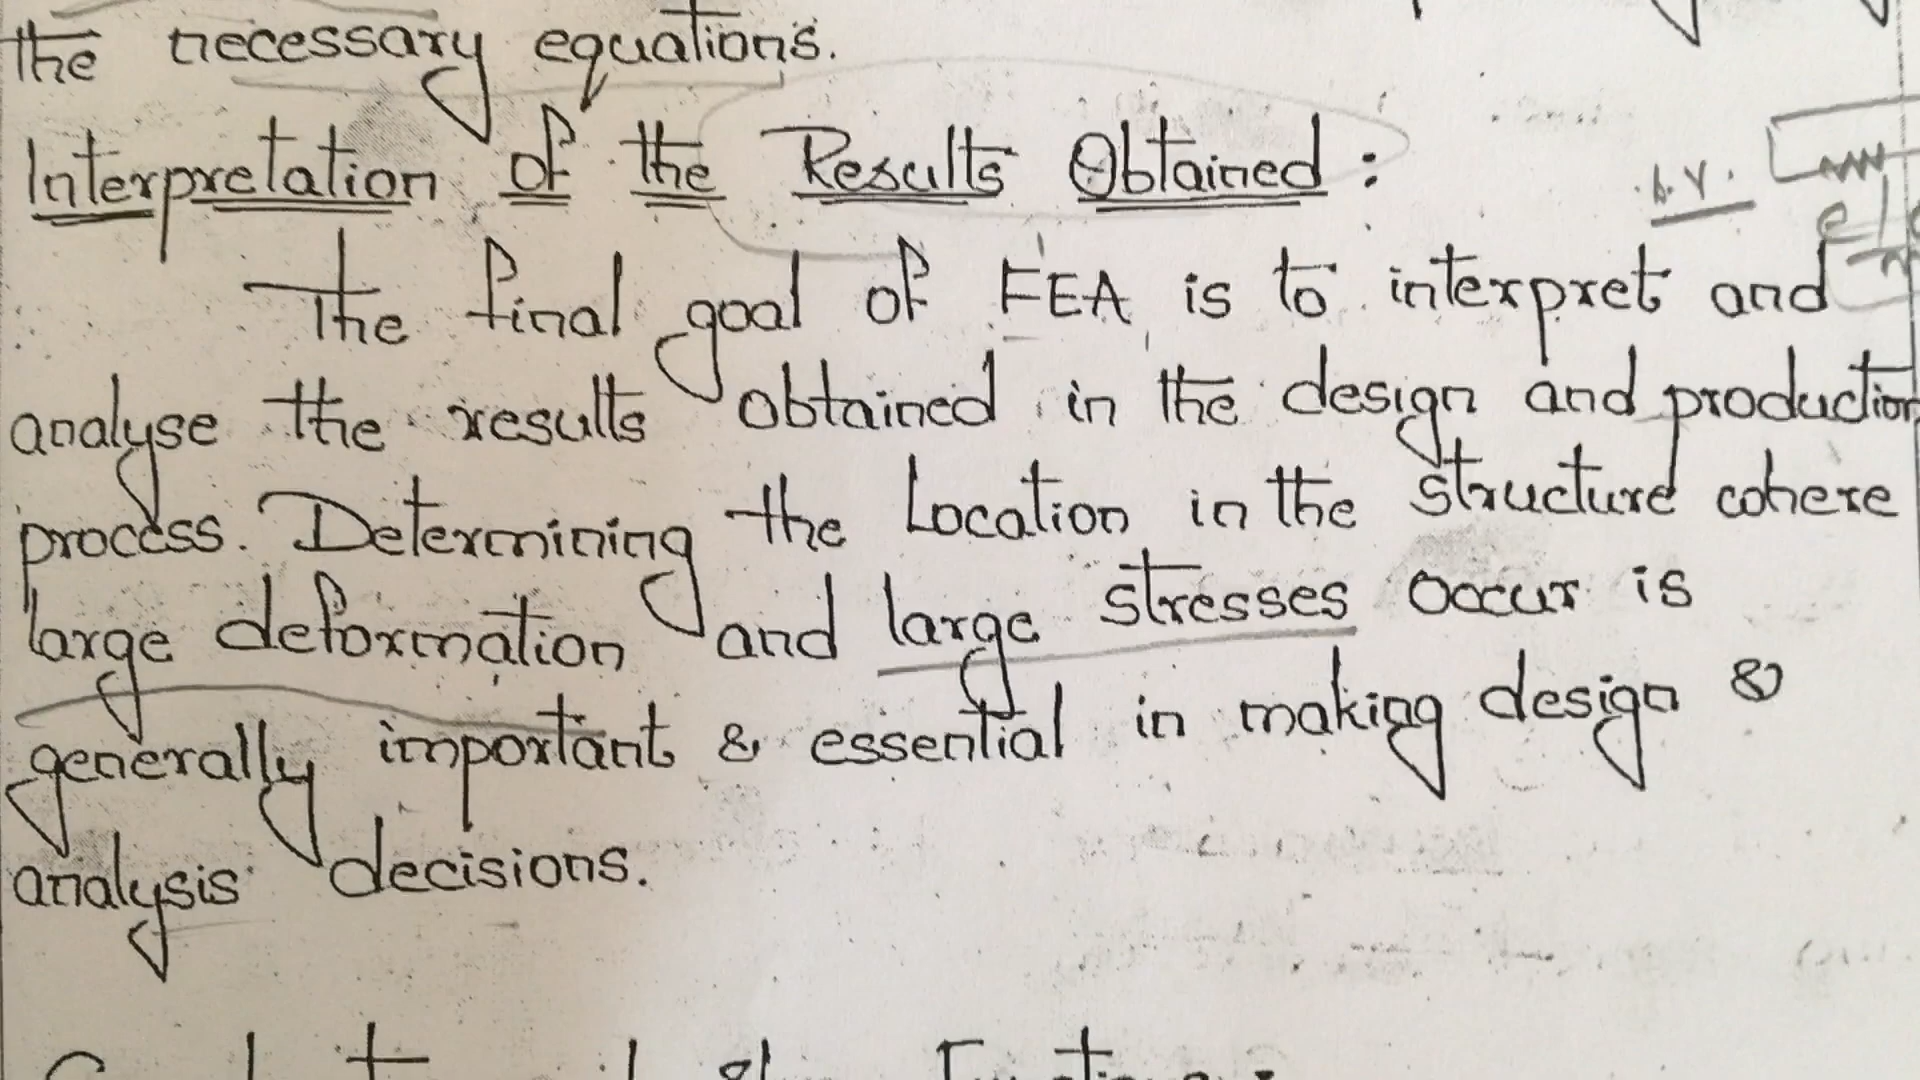 the necessary equations.
Interpretation of the Results Obtained :
The final goal of FEA is to interpret and
analyse the results obtained in the design and production
process. Determining the Location in the structure where
large deformation and large stresses occur is
generally important & essential in making design &
analysis decisions.